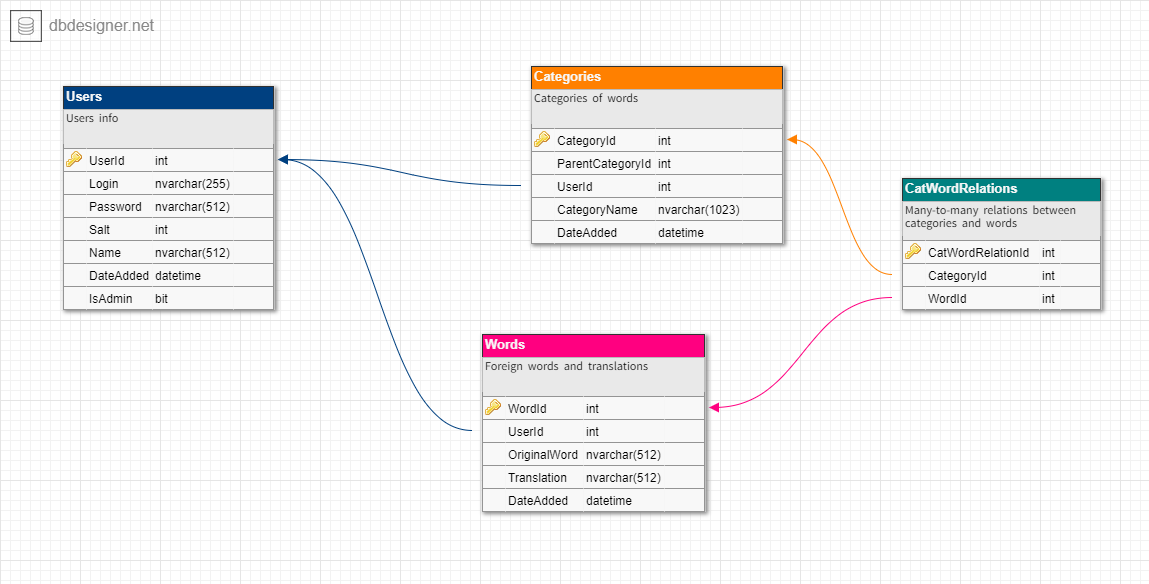 dbdesigner.net
Users
Users info
UserId int
Login nvarchar(255)
Password nvarchar(512)
Salt int
Name nvarchar(512)
DateAdded datetime
IsAdmin bit
Categories
Categories of words
CategoryId int
ParentCategoryId int
UserId int
CategoryName nvarchar(1023)
DateAdded datetime
CatWordRelations
Many-to-many relations between
categories and words
CatWordRelationId int
CategoryId int
WordId int
Words
Foreign words and translations
WordId int
UserId int
OriginalWord nvarchar(512)
Translation nvarchar(512)
DateAdded datetime